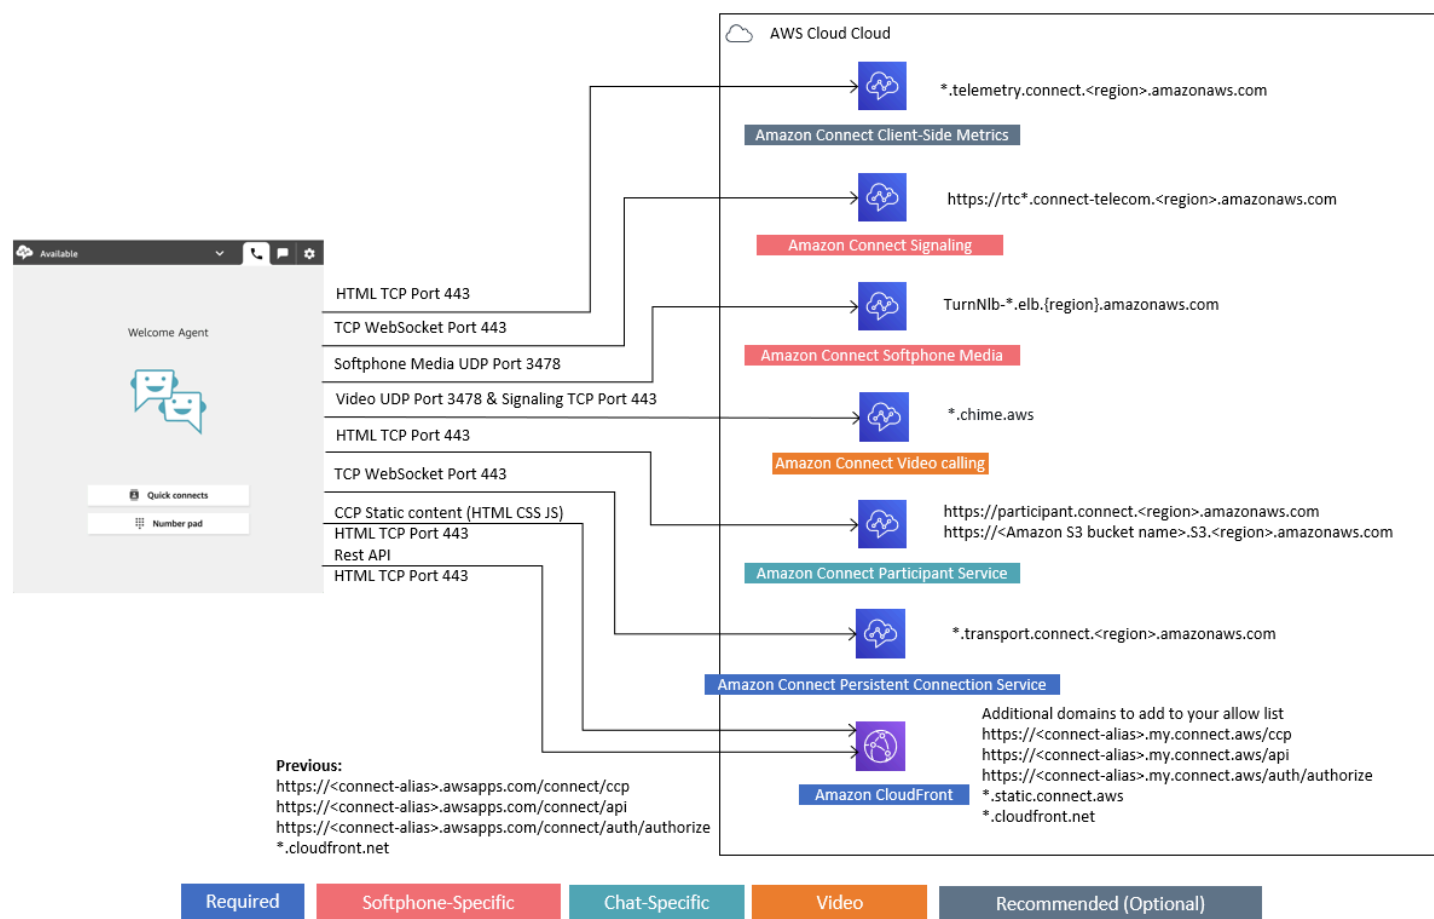 AWS Cloud Cloud
*.telemetry.connect.<region>.amazonaws.com
Amazon Connect Client-Side Metrics
https://rtc*.connect-telecom.<region>.amazonaws.com
Amazon Connect Signaling
Available
HTML TCP Port 443
TCP WebSocket Port 443
Softphone Media UDP Port 3478
Video UDP Port 3478 & Signaling TCP Port 443
HTML TCP Port 443
TCP WebSocket Port 443
CCP Static content (HTML CSS JS)
HTML TCP Port 443
Rest API
HTML TCP Port 443
Welcome Agent
Quick connects
Number pad
TurnNlb-*.elb.{region}.amazonaws.com
Amazon Connect Softphone Media
*.chime.aws
Amazon Connect Video calling
https://participant.connect.<region>.amazonaws.com
https://<Amazon S3 bucket name>.S3.<region>.amazonaws.com
Amazon Connect Participant Service
*.transport.connect.<region>.amazonaws.com
Amazon Connect Persistent Connection Service
Additional domains to add to your allow list
https://<connect-alias>.my.connect.aws/ccp
https://<connect-alias>.my.connect.aws/api
https://<connect-alias>.my.connect.aws/auth/authorize
*.static.connect.aws
*.cloudfront.net
Amazon CloudFront
Previous:
https://<connect-alias>.awsapps.com/connect/ccp
https://<connect-alias>.awsapps.com/connect/api
https://<connect-alias>.awsapps.com/connect/auth/authorize
*.cloudfront.net
Required
Softphone-Specific
Chat-Specific
Video
Recommended (Optional)